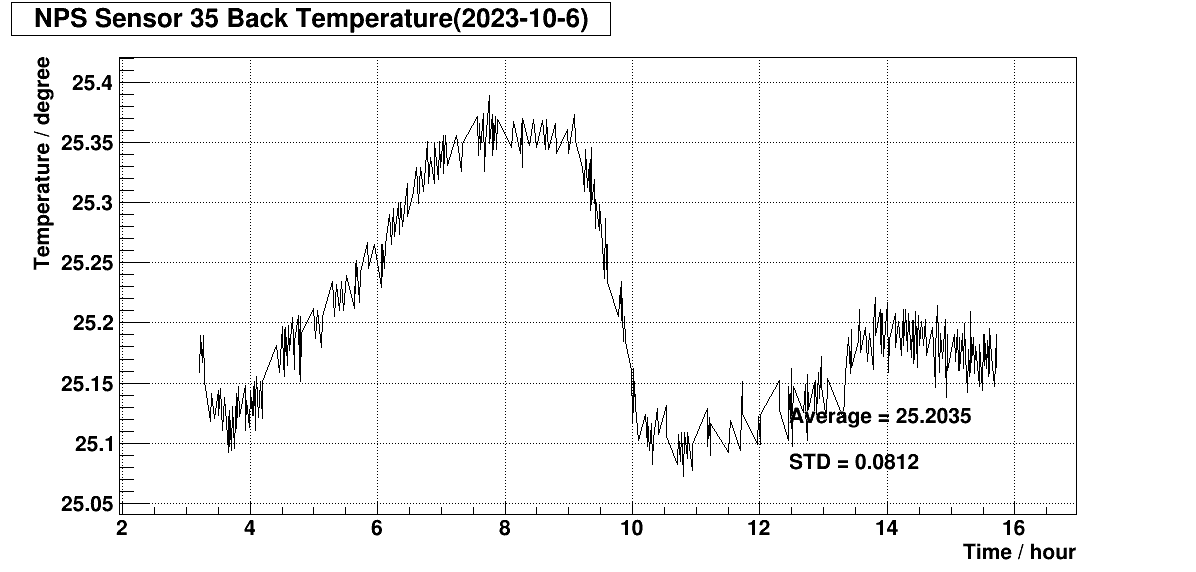 NPS Sensor 35 Back Temperature(2023-10-6)
Temperature / degree
25.4
25.35
25.3
25.25
25.2
25.15
25.1
25.05
Average = 25.2035
STD = 0.0812
2 4 6 8 10 12 14 16
Time / hour